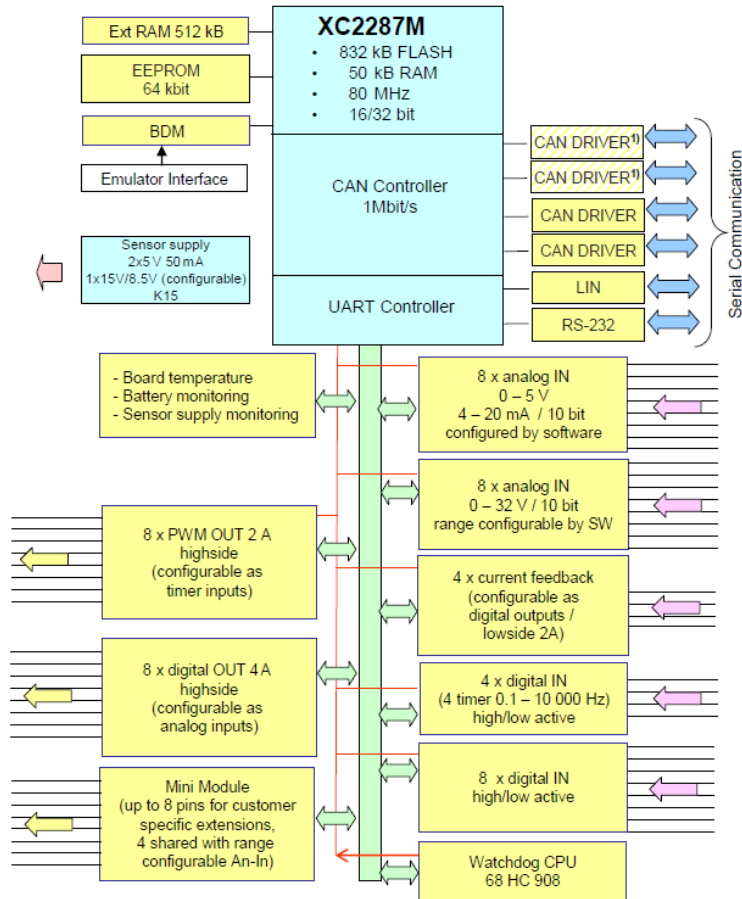 XC2287M
• 832 kB FLASH
• 50 kB RAM
• 80 MHz
• 16/32 bit
Ext RAM 512 kB
EEPROM
64 kbit
BDM
Emulator Interface
CAN Controller
1Mbit/s
UART Controller
CAN DRIVER1)
CAN DRIVER1)
CAN DRIVER
CAN DRIVER
LIN
RS-232
Serial Communication
Sensor supply
2x5 V 50 mA
1x15V/8.5V (configurable)
K15
- Board temperature
- Battery monitoring
- Sensor supply monitoring
8 x analog IN
0 – 5 V
4 – 20 mA / 10 bit
configured by software
8 x analog IN
0 – 32 V / 10 bit
range configurable by SW
8 x PWM OUT 2 A
highside
(configurable as
timer inputs)
4 x current feedback
(configurable as
digital outputs /
lowside 2A)
8 x digital OUT 4 A
highside
(configurable as
analog inputs)
4 x digital IN
(4 timer 0.1 – 10 000 Hz)
high/low active
8 x digital IN
high/low active
Mini Module
(up to 8 pins for customer
specific extensions,
4 shared with range
configurable An-In)
Watchdog CPU
68 HC 908